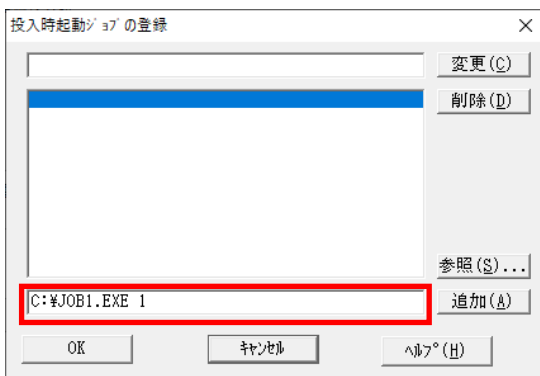 投入時起動ｼﾞｮﾌﾞの登録
変更(C)
削除(D)
参照(S)...
C:¥JOB1.EXE 1
追加(A)
OK
ｷｬﾝｾﾙ
ﾍﾙﾌﾟ(H)